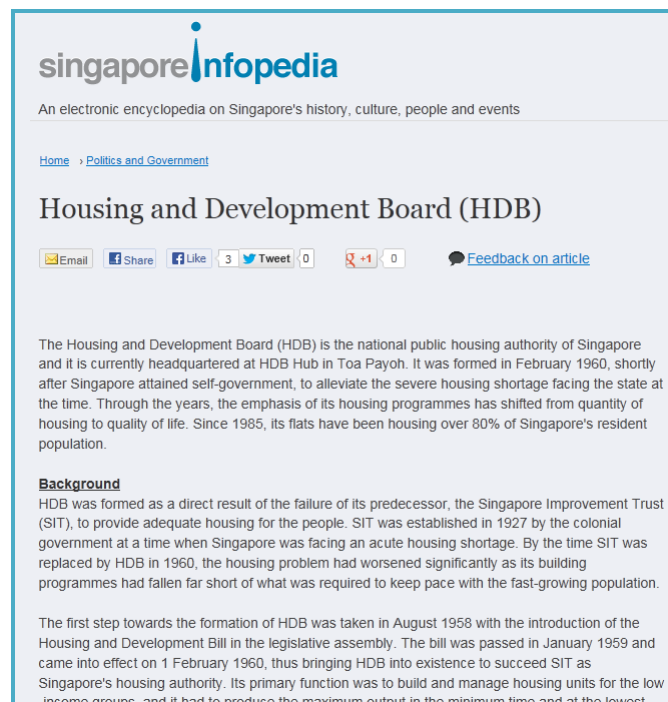 singapore infopedia
An electronic encyclopedia on Singapore's history, culture, people and events
Home › Politics and Government
Housing and Development Board (HDB)
Email Share Like 3 Tweet 0 g +1 0 Feedback on article
The Housing and Development Board (HDB) is the national public housing authority of Singapore
and it is currently headquartered at HDB Hub in Toa Payoh. It was formed in February 1960, shortly
after Singapore attained self-government, to alleviate the severe housing shortage facing the state at
the time. Through the years, the emphasis of its housing programmes has shifted from quantity of
housing to quality of life. Since 1985, its flats have been housing over 80% of Singapore's resident
population.
Background
HDB was formed as a direct result of the failure of its predecessor, the Singapore Improvement Trust
(SIT), to provide adequate housing for the people. SIT was established in 1927 by the colonial
government at a time when Singapore was facing an acute housing shortage. By the time SIT was
replaced by HDB in 1960, the housing problem had worsened significantly as its building
programmes had fallen far short of what was required to keep pace with the fast-growing population.
The first step towards the formation of HDB was taken in August 1958 with the introduction of the
Housing and Development Bill in the legislative assembly. The bill was passed in January 1959 and
came into effect on 1 February 1960, thus bringing HDB into existence to succeed SIT as
Singapore's housing authority. Its primary function was to build and manage housing units for the low
-income groups, and it had to produce the maximum output in the minimum time and at the lowest